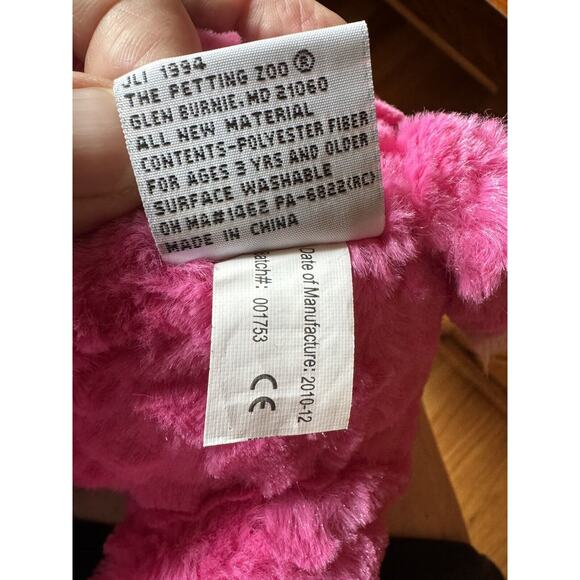 JLI 1994
THE PETTING ZOO ®
GLEN BURNIE, MD 21060
ALL NEW MATERIAL
CONTENTS-POLYESTER FIBER
FOR AGES 3 YRS AND OLDER
SURFACE WASHABLE
OH MA#1462 PA-6822(RC)
MADE IN CHINA
Date of Manufacture: 2010-12
001753
CE